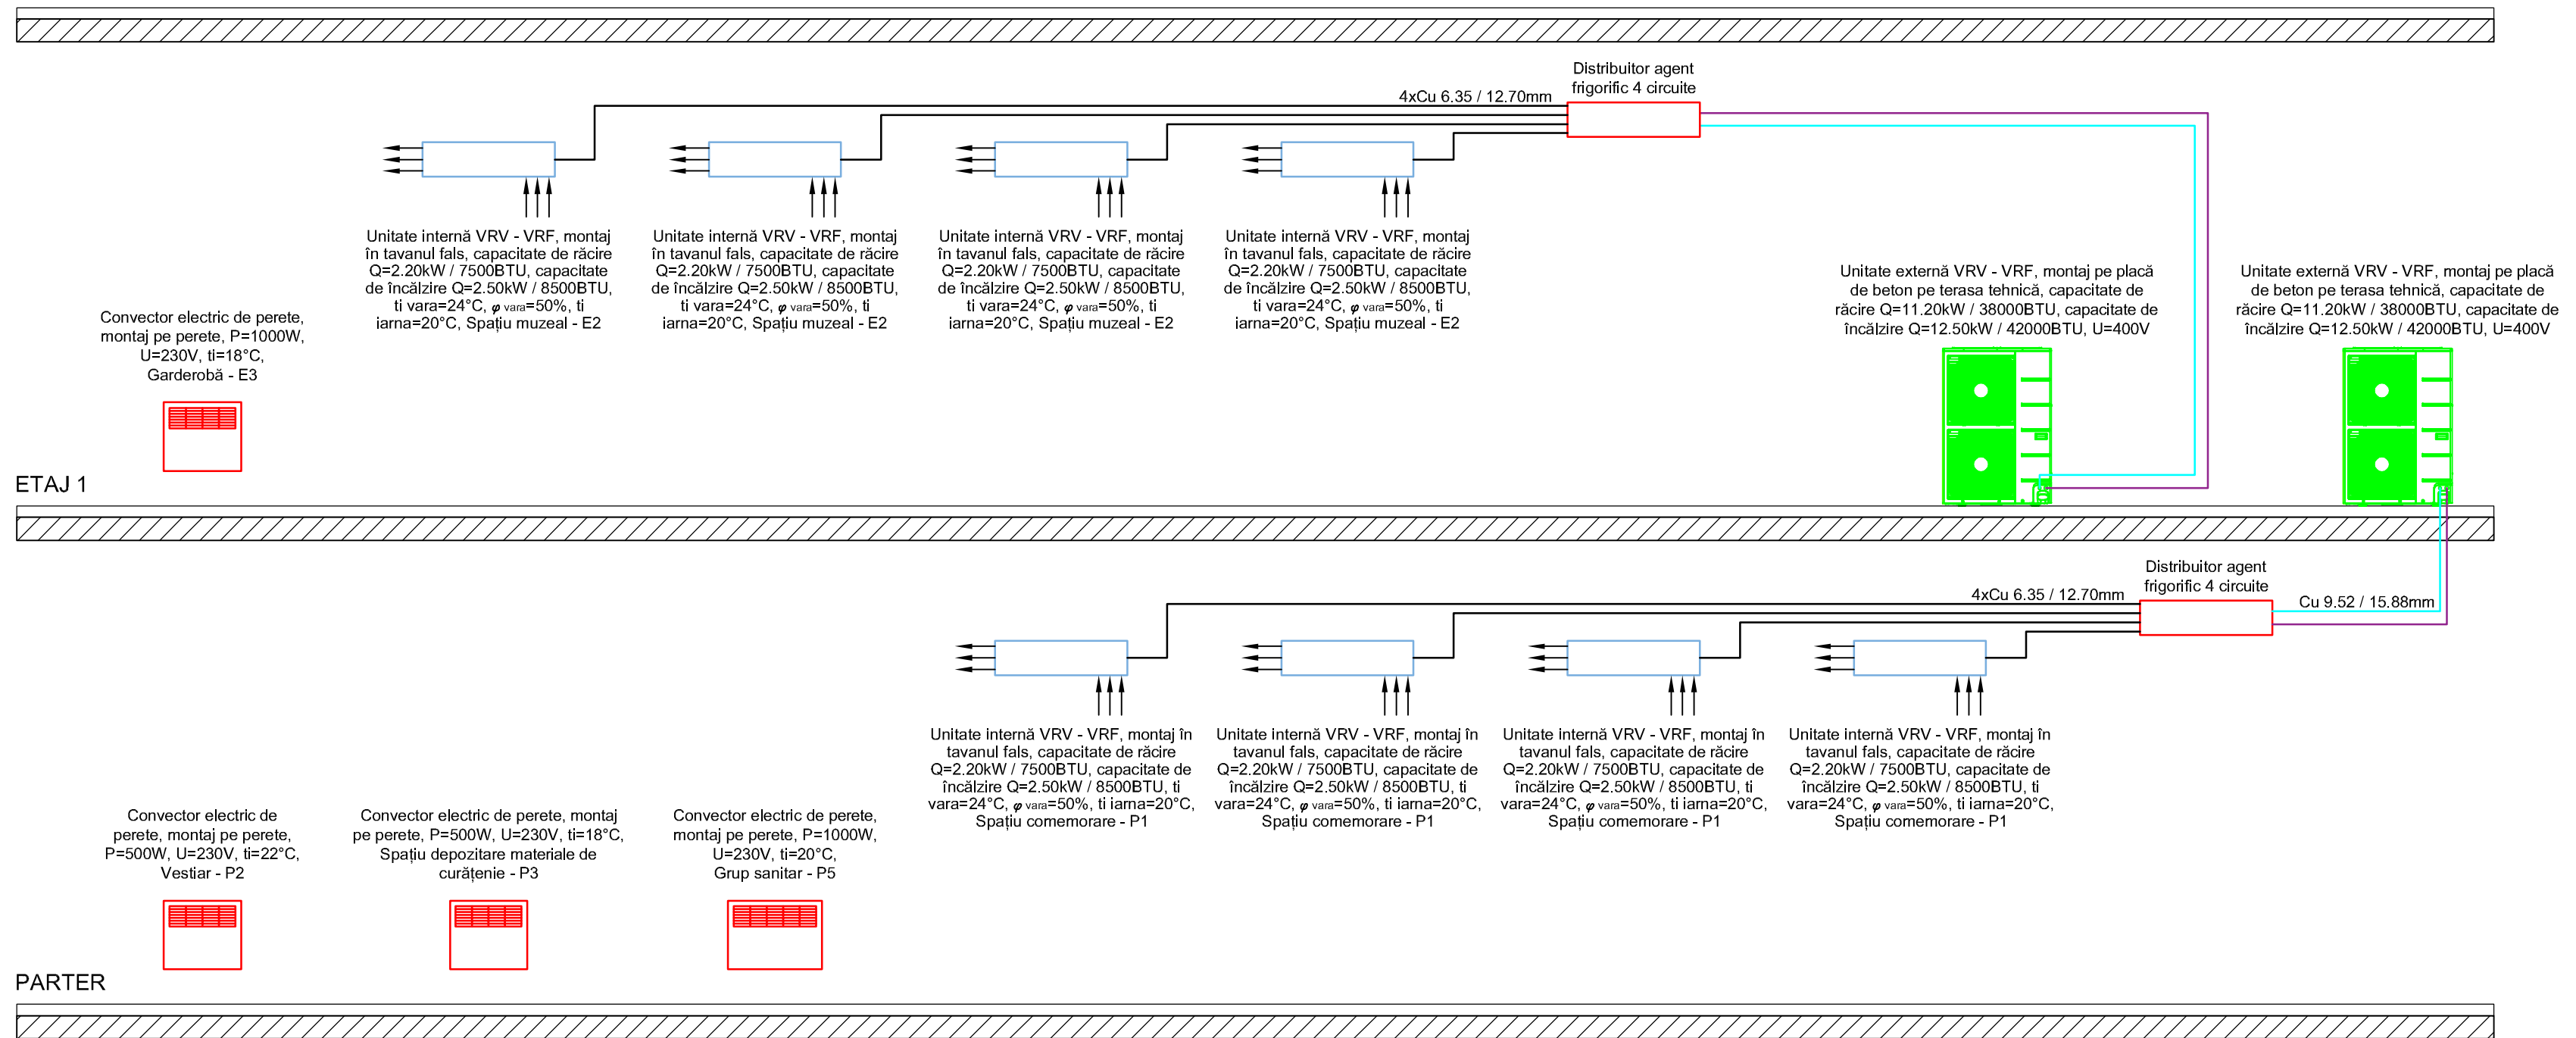 Distribuitor agent
frigorific 4 circuite
4xCu 6.35 / 12.70mm
Unitate internă VRV - VRF, montaj
în tavanul fals, capacitate de răcire
Q=2.20kW / 7500BTU, capacitate
de încălzire Q=2.50kW / 8500BTU,
ti vara=24°C, φ vara=50%, ti
iarna=20°C, Spațiu muzeal - E2
Unitate internă VRV - VRF, montaj
în tavanul fals, capacitate de răcire
Q=2.20kW / 7500BTU, capacitate
de încălzire Q=2.50kW / 8500BTU,
ti vara=24°C, φ vara=50%, ti
iarna=20°C, Spațiu muzeal - E2
Unitate internă VRV - VRF, montaj
în tavanul fals, capacitate de răcire
Q=2.20kW / 7500BTU, capacitate
de încălzire Q=2.50kW / 8500BTU,
ti vara=24°C, φ vara=50%, ti
iarna=20°C, Spațiu muzeal - E2
Unitate internă VRV - VRF, montaj
în tavanul fals, capacitate de răcire
Q=2.20kW / 7500BTU, capacitate
de încălzire Q=2.50kW / 8500BTU,
ti vara=24°C, φ vara=50%, ti
iarna=20°C, Spațiu muzeal - E2
Unitate externă VRV - VRF, montaj pe placă
de beton pe terasa tehnică, capacitate de
răcire Q=11.20kW / 38000BTU, capacitate de
încălzire Q=12.50kW / 42000BTU, U=400V
Unitate externă VRV - VRF, montaj pe placă
de beton pe terasa tehnică, capacitate de
răcire Q=11.20kW / 38000BTU, capacitate de
încălzire Q=12.50kW / 42000BTU, U=400V
Convector electric de perete,
montaj pe perete, P=1000W,
U=230V, ti=18°C,
Garderobă - E3
ETAJ 1
Distribuitor agent
frigorific 4 circuite
4xCu 6.35 / 12.70mm
Cu 9.52 / 15.88mm
Unitate internă VRV - VRF, montaj în
tavanul fals, capacitate de răcire
Q=2.20kW / 7500BTU, capacitate de
încălzire Q=2.50kW / 8500BTU, ti
vara=24°C, φ vara=50%, ti iarna=20°C,
Spațiu comemorare - P1
Unitate internă VRV - VRF, montaj în
tavanul fals, capacitate de răcire
Q=2.20kW / 7500BTU, capacitate de
încălzire Q=2.50kW / 8500BTU, ti
vara=24°C, φ vara=50%, ti iarna=20°C,
Spațiu comemorare - P1
Unitate internă VRV - VRF, montaj în
tavanul fals, capacitate de răcire
Q=2.20kW / 7500BTU, capacitate de
încălzire Q=2.50kW / 8500BTU, ti
vara=24°C, φ vara=50%, ti iarna=20°C,
Spațiu comemorare - P1
Unitate internă VRV - VRF, montaj în
tavanul fals, capacitate de răcire
Q=2.20kW / 7500BTU, capacitate de
încălzire Q=2.50kW / 8500BTU, ti
vara=24°C, φ vara=50%, ti iarna=20°C,
Spațiu comemorare - P1
Convector electric de
perete, montaj pe perete,
P=500W, U=230V, ti=22°C,
Vestiar - P2
Convector electric de perete, montaj
pe perete, P=500W, U=230V, ti=18°C,
Spațiu depozitare materiale de
curățenie - P3
Convector electric de perete,
montaj pe perete, P=1000W,
U=230V, ti=20°C,
Grup sanitar - P5
PARTER